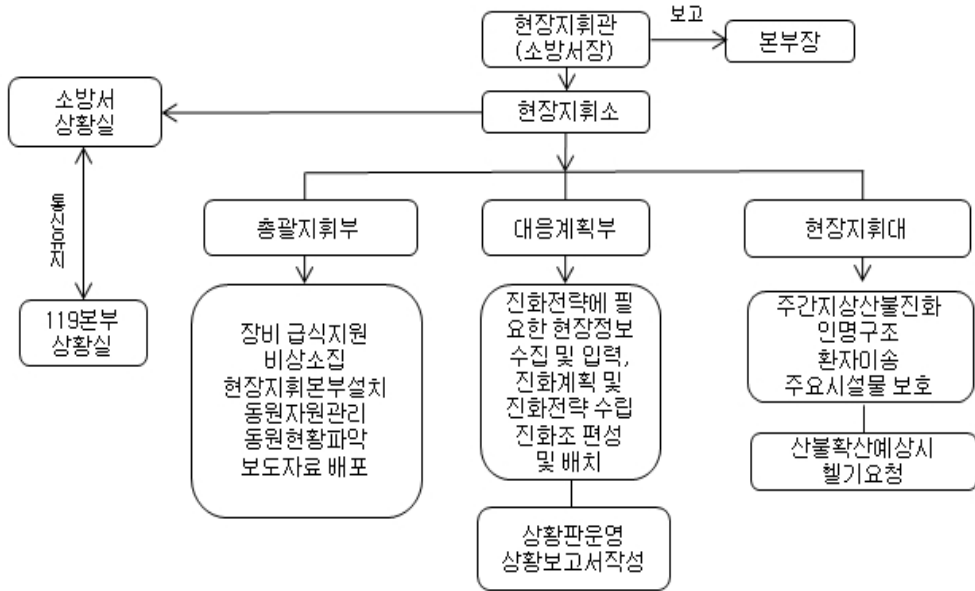 현장지휘관
(소방서장)
보고
본부장
소방서
상황실
현장지휘소
통신유지
119본부
상황실
총괄지휘부
대응계획부
현장지휘대
장비 급식지원
비상소집
현장지휘본부설치
동원자원관리
동원현황파악
보도자료 배포
진화전략에 필
요한 현장정보
수집 및 입력,
진화계획 및
진화전략 수립
진화조 편성
및 배치
주간지상산불진화
인명구조
환자이송
주요시설물 보호
산불확산예상시
헬기요청
상황판운영
상황보고서작성